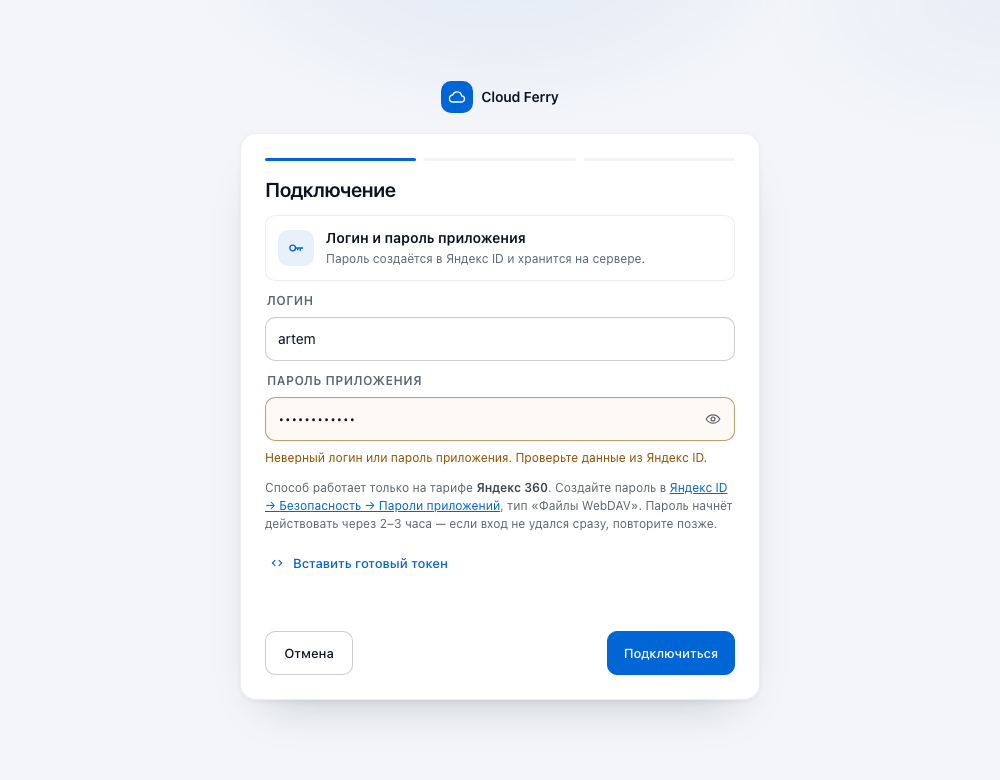 Cloud Ferry
Подключение
Логин и пароль приложения
Пароль создаётся в Яндекс ID и хранится на сервере.
ЛОГИН
artem
ПАРОЛЬ ПРИЛОЖЕНИЯ
••••••••••••
Неверный логин или пароль приложения. Проверьте данные из Яндекс ID.
Способ работает только на тарифе Яндекс 360. Создайте пароль в Яндекс ID
→ Безопасность → Пароли приложений, тип «Файлы WebDAV». Пароль начнёт
действовать через 2–3 часа — если вход не удался сразу, повторите позже.
Вставить готовый токен
Отмена
Подключиться